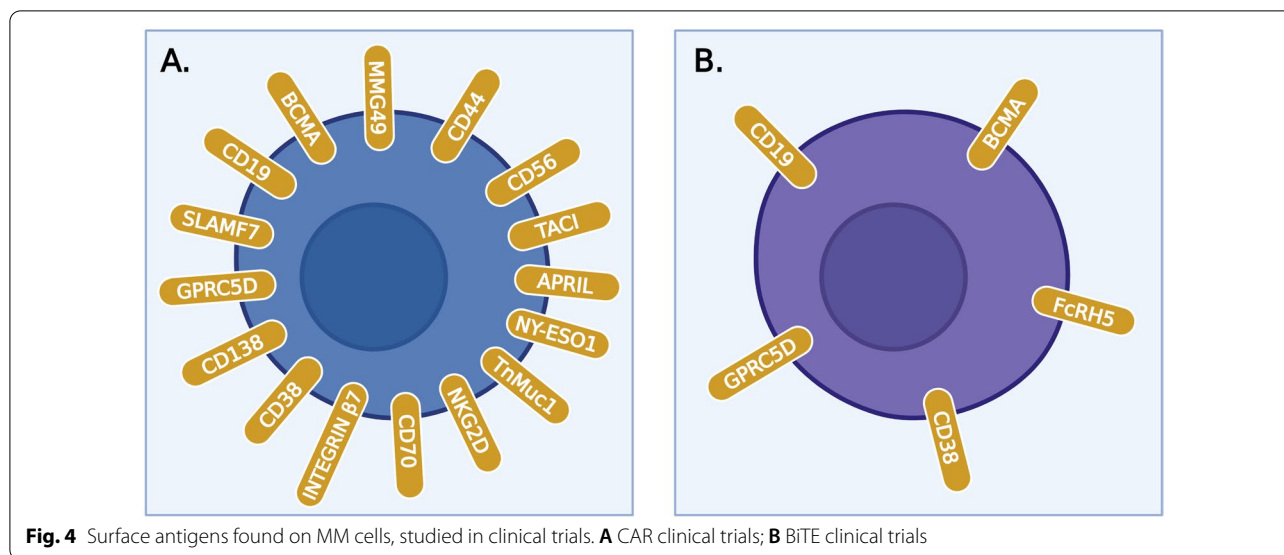 A.
MMG49
CD44
BCMA
CD56
CD19
TACI
SLAMF7
APRIL
GPRC5D
NY-ESO1
CD138
TnMuc1
CD38
NKG2D
INTEGRIN β7
CD70
B.
CD19
BCMA
FcRH5
GPRC5D
CD38
Fig. 4 Surface antigens found on MM cells, studied in clinical trials. A CAR clinical trials; B BiTE clinical trials